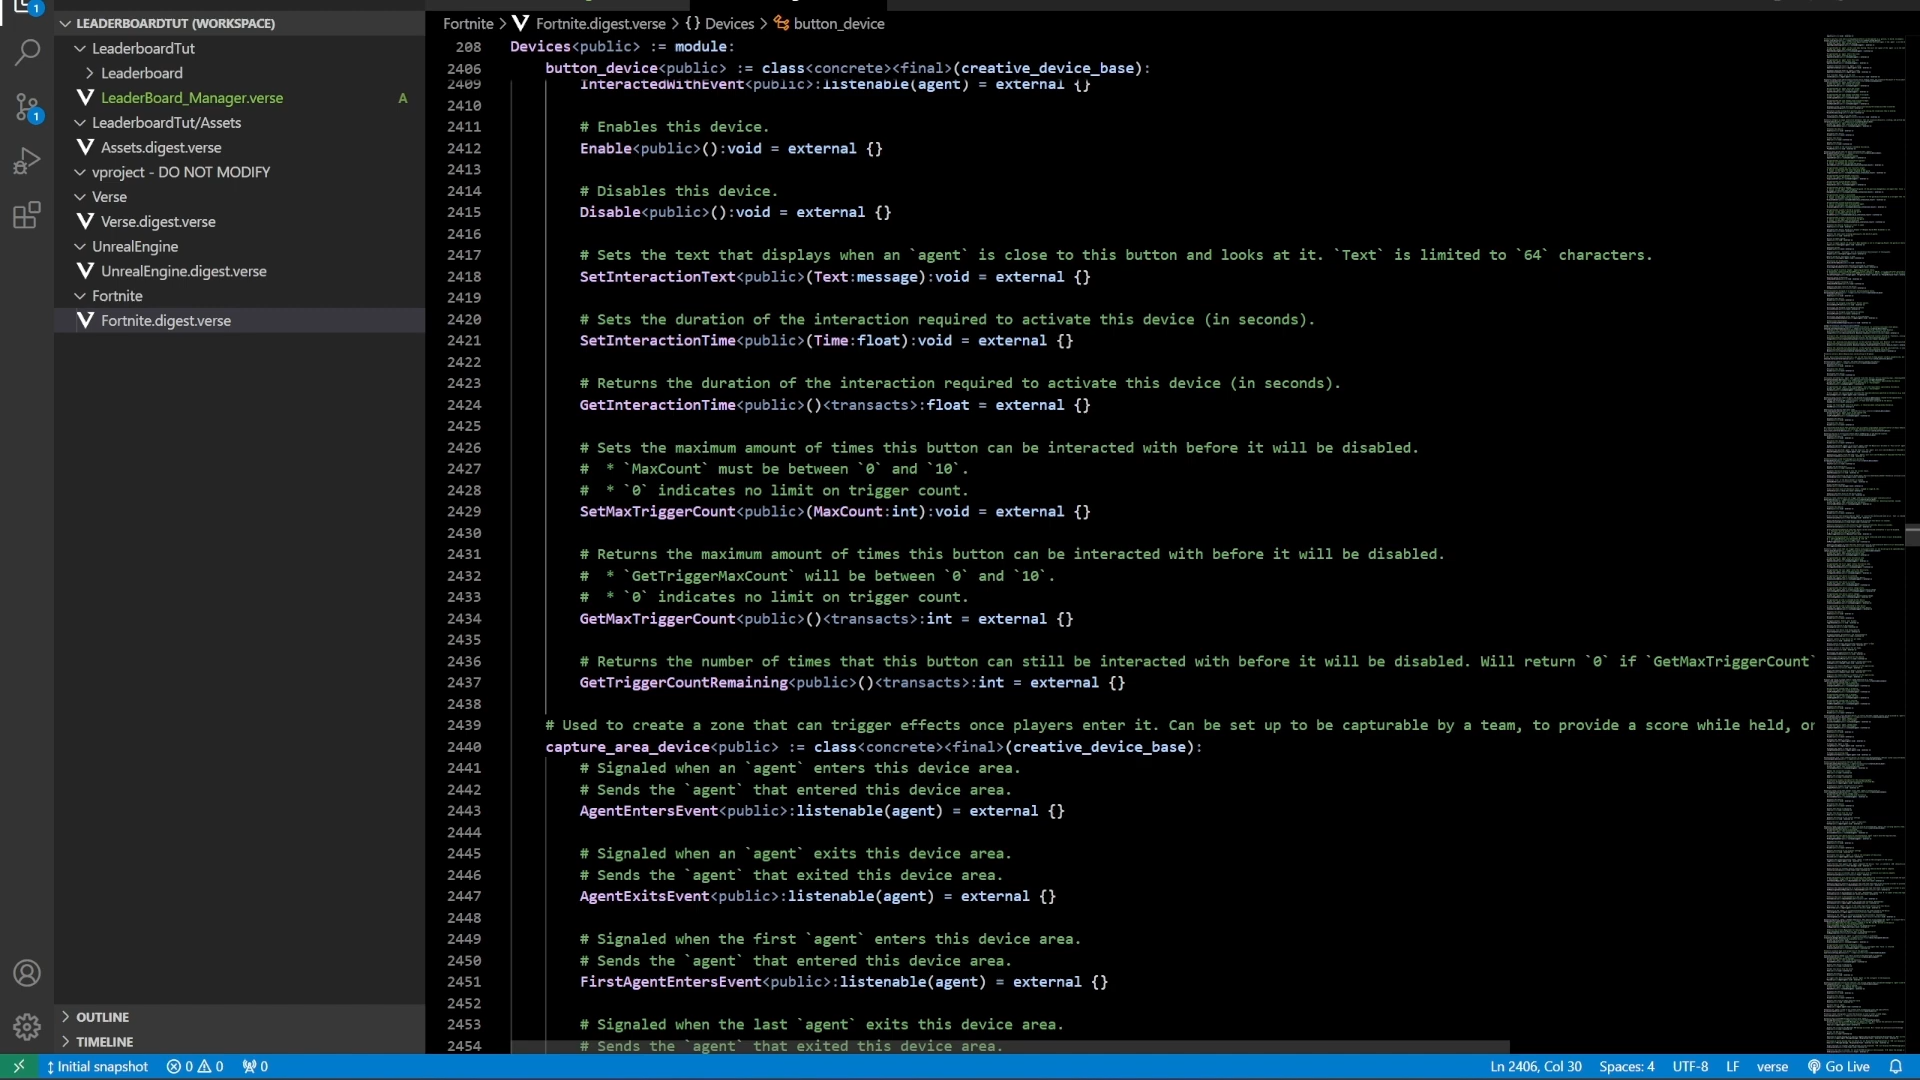 1
LEADERBOARDTUT (WORKSPACE)
LeaderboardTut
Leaderboard
LeaderBoard_Manager.verse A
LeaderboardTut/Assets
Assets.digest.verse
vproject - DO NOT MODIFY
Verse
Verse.digest.verse
UnrealEngine
UnrealEngine.digest.verse
Fortnite
Fortnite.digest.verse
1
OUTLINE
TIMELINE
Fortnite > Fortnite.digest.verse > {} Devices > button_device
208 Devices<public> := module:
2406 button_device<public> := class<concrete><final>(creative_device_base):
2409 InteractedWithEvent<public>:listenable(agent) = external {}
2410
2411 # Enables this device.
2412 Enable<public>():void = external {}
2413
2414 # Disables this device.
2415 Disable<public>():void = external {}
2416
2417 # Sets the text that displays when an `agent` is close to this button and looks at it. `Text` is limited to `64` characters.
2418 SetInteractionText<public>(Text:message):void = external {}
2419
2420 # Sets the duration of the interaction required to activate this device (in seconds).
2421 SetInteractionTime<public>(Time:float):void = external {}
2422
2423 # Returns the duration of the interaction required to activate this device (in seconds).
2424 GetInteractionTime<public>()<transacts>:float = external {}
2425
2426 # Sets the maximum amount of times this button can be interacted with before it will be disabled.
2427 #  * `MaxCount` must be between `0` and `10`.
2428 #  * `0` indicates no limit on trigger count.
2429 SetMaxTriggerCount<public>(MaxCount:int):void = external {}
2430
2431 # Returns the maximum amount of times this button can be interacted with before it will be disabled.
2432 #  * `GetTriggerMaxCount` will be between `0` and `10`.
2433 #  * `0` indicates no limit on trigger count.
2434 GetMaxTriggerCount<public>()<transacts>:int = external {}
2435
2436 # Returns the number of times that this button can still be interacted with before it will be disabled. Will return `0` if `GetMaxTriggerCount`
2437 GetTriggerCountRemaining<public>()<transacts>:int = external {}
2438
2439 # Used to create a zone that can trigger effects once players enter it. Can be set up to be capturable by a team, to provide a score while held, or
2440 capture_area_device<public> := class<concrete><final>(creative_device_base):
2441 # Signaled when an `agent` enters this device area.
2442 # Sends the `agent` that entered this device area.
2443 AgentEntersEvent<public>:listenable(agent) = external {}
2444
2445 # Signaled when an `agent` exits this device area.
2446 # Sends the `agent` that exited this device area.
2447 AgentExitsEvent<public>:listenable(agent) = external {}
2448
2449 # Signaled when the first `agent` enters this device area.
2450 # Sends the `agent` that entered this device area.
2451 FirstAgentEntersEvent<public>:listenable(agent) = external {}
2452
2453 # Signaled when the last `agent` exits this device area.
2454 # Sends the `agent` that exited this device area.
Initial snapshot 0 0 0 Ln 2406, Col 30 Spaces: 4 UTF-8 LF verse Go Live